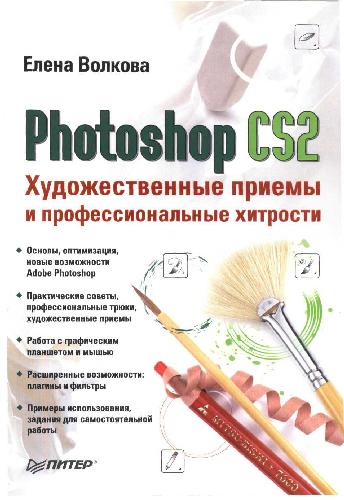 Елена Волкова
Photoshop CS2
Художественные приемы
и профессиональные хитрости
Основы, оптимизация,
новые возможности
Adobe Photoshop
Практические советы,
профессиональные трюки,
художественные приемы
Работа с графическим
планшетом и мышью
Расширенные возможности:
плагины и фильтры
Примеры использования,
задания для самостоятельной
работы
ПИТЕР